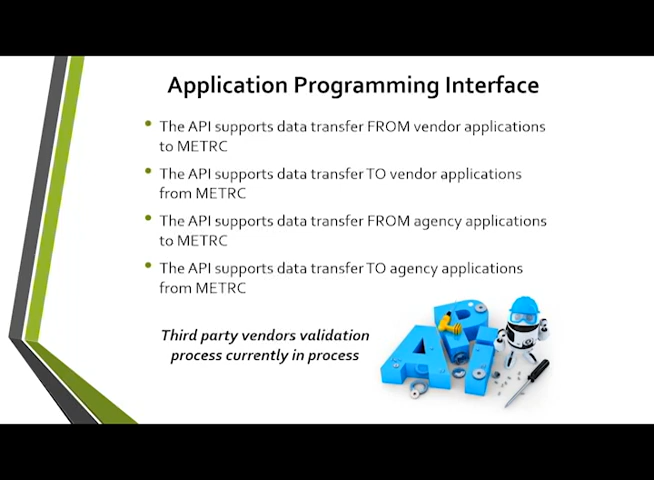 Application Programming Interface
• The API supports data transfer FROM vendor applications
to METRC
• The API supports data transfer TO vendor applications
from METRC
• The API supports data transfer FROM agency applications
to METRC
• The API supports data transfer TO agency applications
from METRC
Third party vendors validation
process currently in process
API